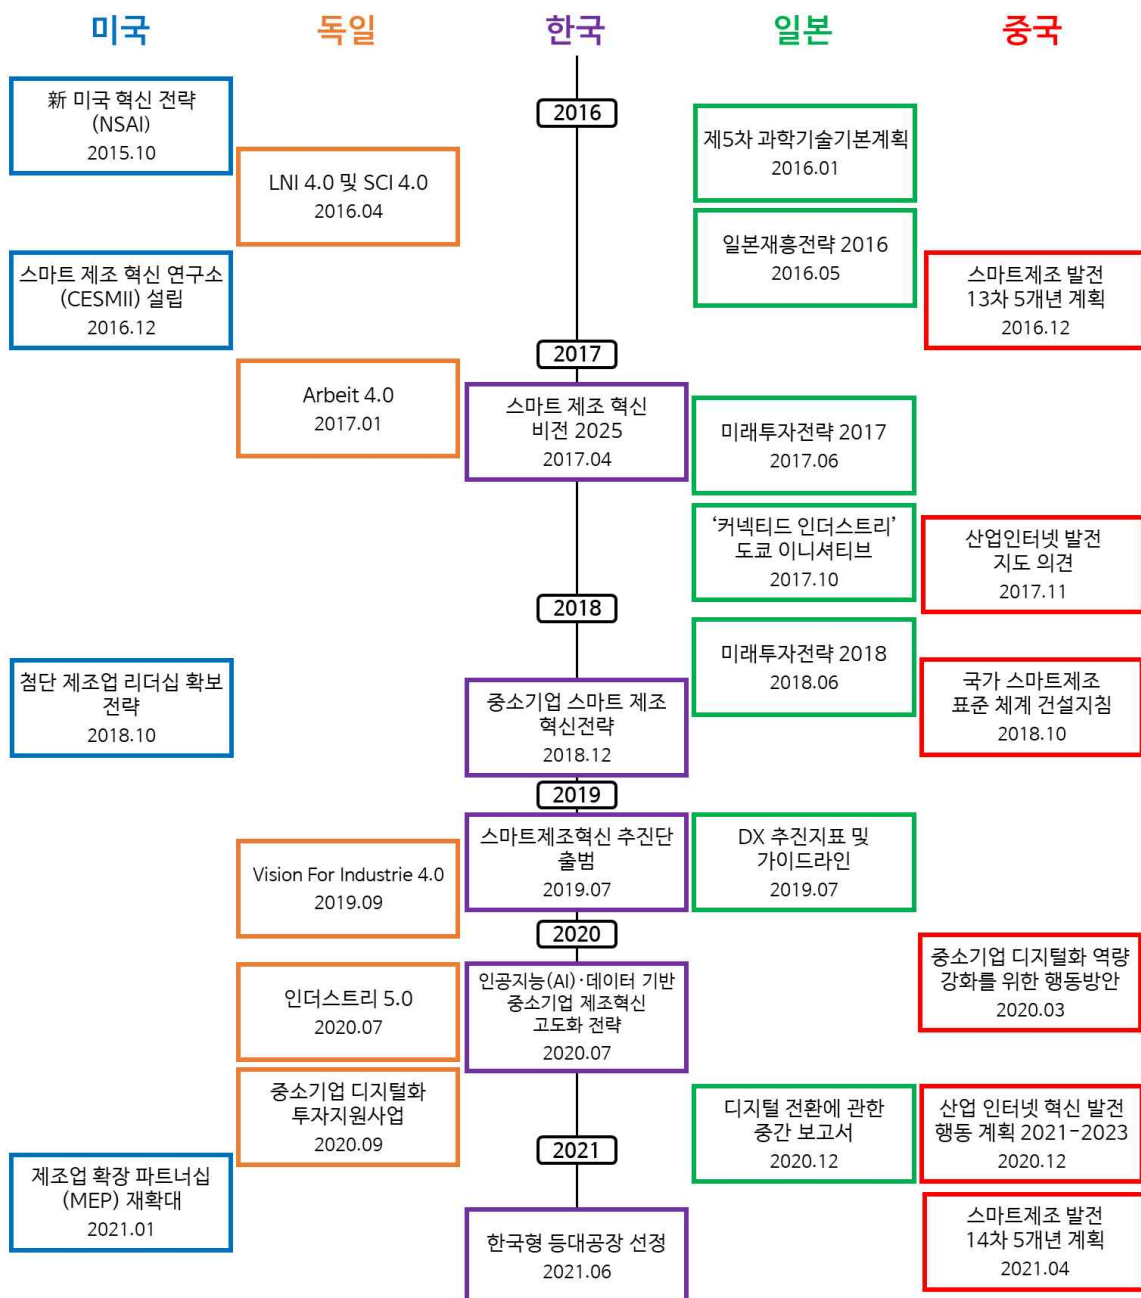 미국
독일
한국
일본
중국
2016
新 미국 혁신 전략
(NSAI)
2015.10
제5차 과학기술기본계획
2016.01
LNI 4.0 및 SCI 4.0
2016.04
일본재흥전략 2016
2016.05
스마트 제조 혁신 연구소
(CESMII) 설립
2016.12
스마트제조 발전
13차 5개년 계획
2016.12
2017
Arbeit 4.0
2017.01
스마트 제조 혁신
비전 2025
2017.04
미래투자전략 2017
2017.06
‘커넥티드 인더스트리’
도쿄 이니셔티브
2017.10
산업인터넷 발전
지도 의견
2017.11
2018
미래투자전략 2018
2018.06
첨단 제조업 리더십 확보
전략
2018.10
중소기업 스마트 제조
혁신전략
2018.12
국가 스마트제조
표준 체계 건설지침
2018.10
2019
스마트제조혁신 추진단
출범
2019.07
DX 추진지표 및
가이드라인
2019.07
Vision For Industrie 4.0
2019.09
2020
중소기업 디지털화 역량
강화를 위한 행동방안
2020.03
인더스트리 5.0
2020.07
인공지능(AI)·데이터 기반
중소기업 제조혁신
고도화 전략
2020.07
중소기업 디지털화
투자지원사업
2020.09
디지털 전환에 관한
중간 보고서
2020.12
산업 인터넷 혁신 발전
행동 계획 2021-2023
2020.12
2021
제조업 확장 파트너십
(MEP) 재확대
2021.01
한국형 등대공장 선정
2021.06
스마트제조 발전
14차 5개년 계획
2021.04